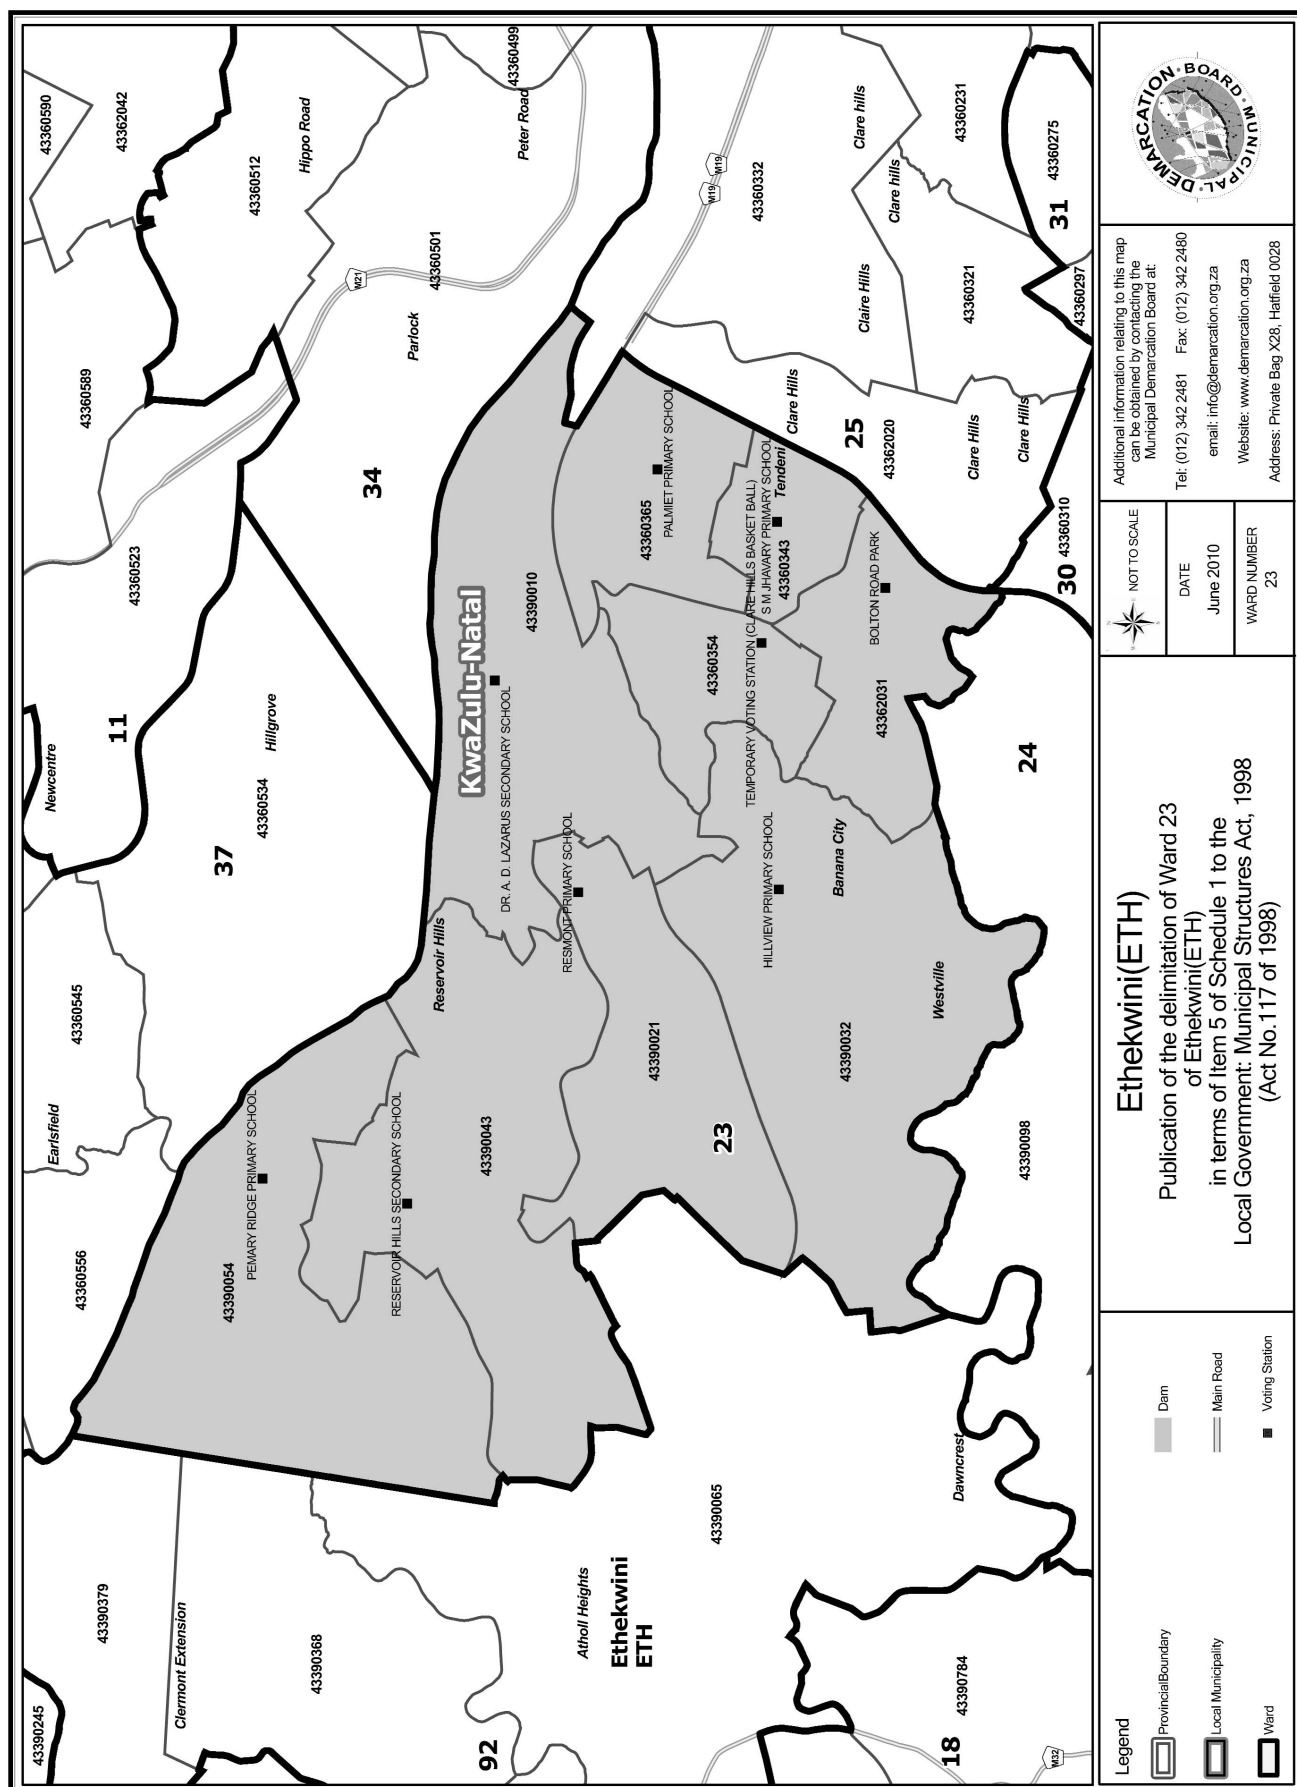 43390245
43390379
Clermont Extension
43390368
92
Atholl Heights
Ethekwini
ETH
43390065
Dawncrest
43390784
18
M32
43360556
Earlsfield
43360545
37
43360534
Hillgrove
Newcentre
11
43360523
43360589
43360590
43362042
43360512
Hippo Road
34
Parlock
43360501
M21
Peter Road
43360499
PEMARY RIDGE PRIMARY SCHOOL
43390054
RESERVOIR HILLS SECONDARY SCHOOL
43390043
Reservoir Hills
KwaZulu-Natal
DR. A. D. LAZARUS SECONDARY SCHOOL
43390010
RESMONT PRIMARY SCHOOL
43390021
23
43390032
HILLVIEW PRIMARY SCHOOL
Banana City
Westville
43390098
43360365
PALMIET PRIMARY SCHOOL
43360354
TEMPORARY VOTING STATION (CLARE HILLS BASKET BALL)
S M JHAVARY PRIMARY SCHOOL
Tendeni
43360343
BOLTON ROAD PARK
43362031
24
30
43360310
25
43362020
Clare Hills
Clare Hills
Clare Hills
Claire Hills
Clare hills
Clare hills
M19
M19
43360332
43360321
43360231
43360275
31
43360297
Legend
ProvincialBoundary
Local Municipality
Ward
Dam
Main Road
Voting Station
Ethekwini(ETH)
Publication of the delimitation of Ward 23
of Ethekwini(ETH)
in terms of Item 5 of Schedule 1 to the
Local Government: Municipal Structures Act, 1998
(Act No.117 of 1998)
N
NOT TO SCALE
DATE
June 2010
WARD NUMBER
23
Additional information relating to this map
can be obtained by contacting the
Municipal Demarcation Board at:
Tel: (012) 342 2481 Fax: (012) 342 2480
email: info@demarcation.org.za
Website: www.demarcation.org.za
Address: Private Bag X28, Hatfield 0028
DEMARCATION · BOARD · MUNICIPAL ·